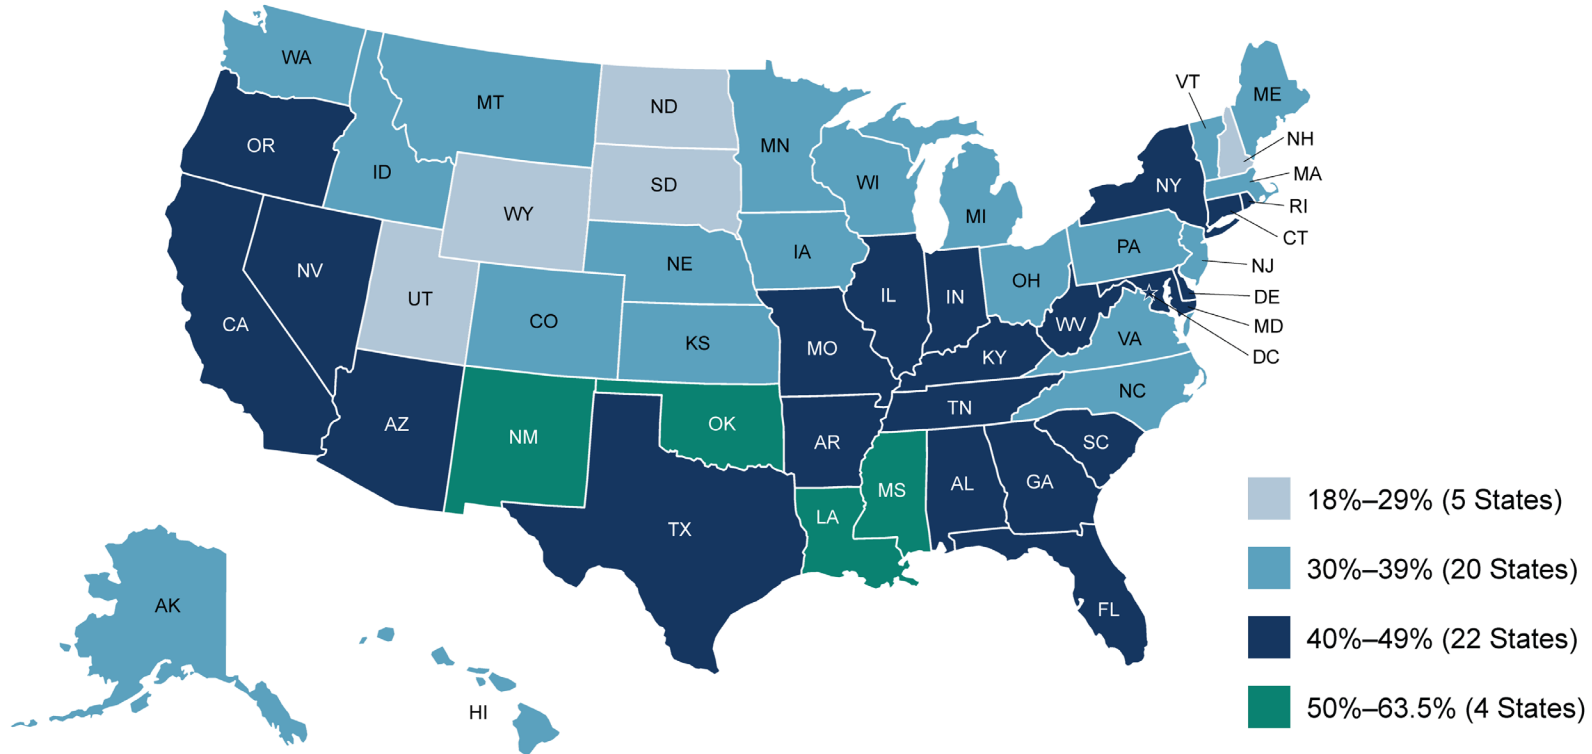 WA
MT
ND
MN
OR
ID
SD
WI
MI
WY
VT
ME
NH
MA
NY
RI
CT
NV
UT
NE
IA
PA
NJ
CA
CO
KS
IL
IN
OH
DE
MD
DC
WV
VA
MO
KY
NC
AZ
NM
OK
AR
TN
SC
MS
AL
GA
LA
TX
FL
AK
HI
18%–29% (5 States)
30%–39% (20 States)
40%–49% (22 States)
50%–63.5% (4 States)